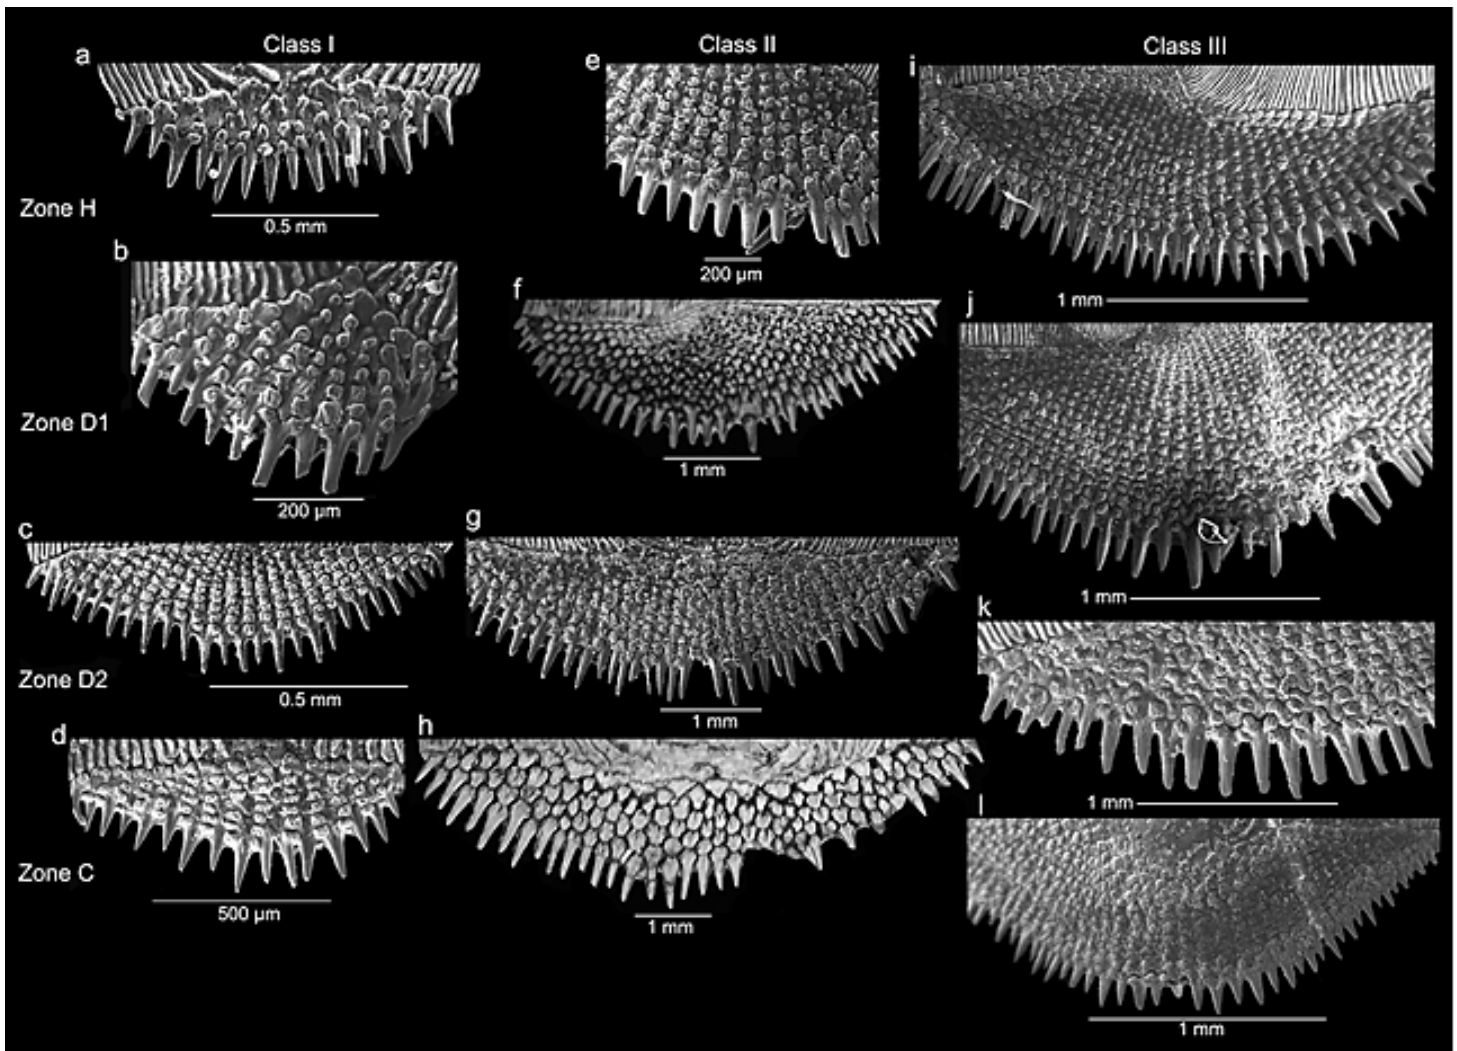 Class I
Class II
Class III
a
e
i
Zone H
0.5 mm
200 µm
1 mm
b
f
j
Zone D1
200 µm
1 mm
1 mm
c
g
k
Zone D2
0.5 mm
1 mm
1 mm
d
h
l
Zone C
500 µm
1 mm
1 mm